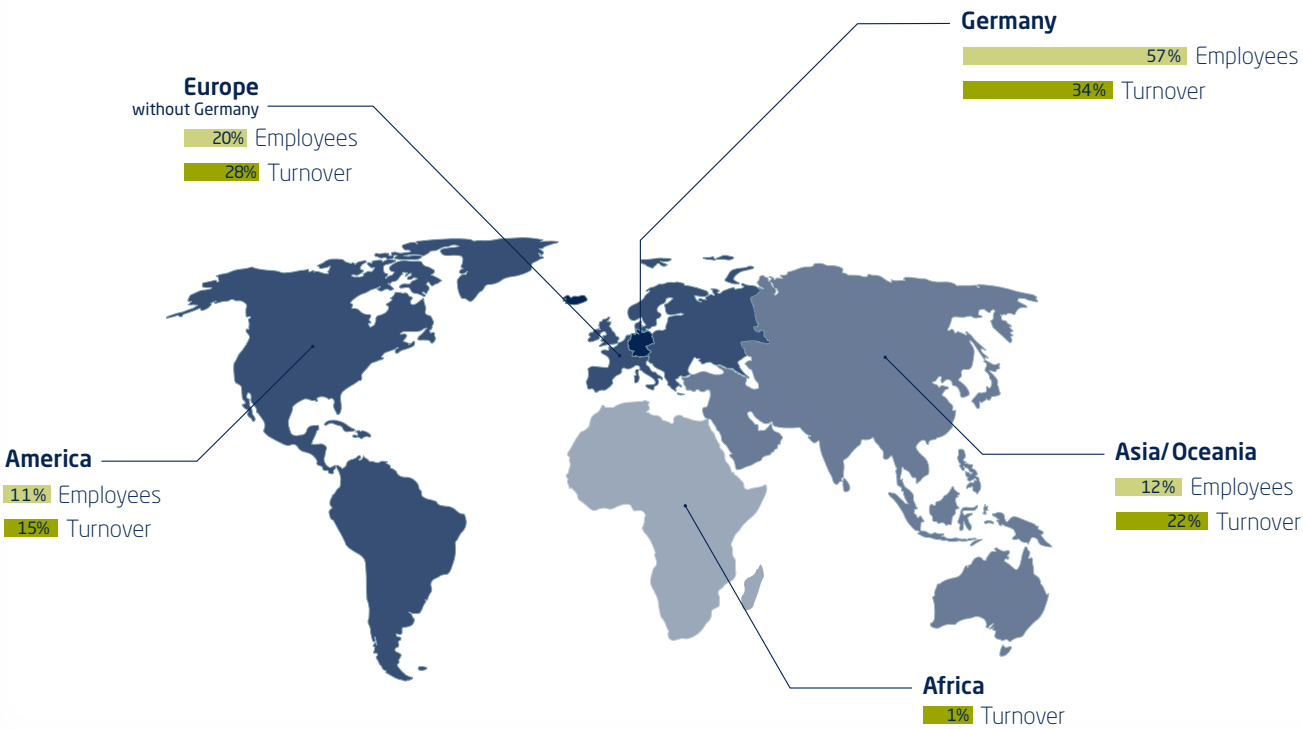 Germany
57% Employees
34% Turnover
Europe
without Germany
20% Employees
28% Turnover
America
11% Employees
15% Turnover
Asia/Oceania
12% Employees
22% Turnover
Africa
1% Turnover